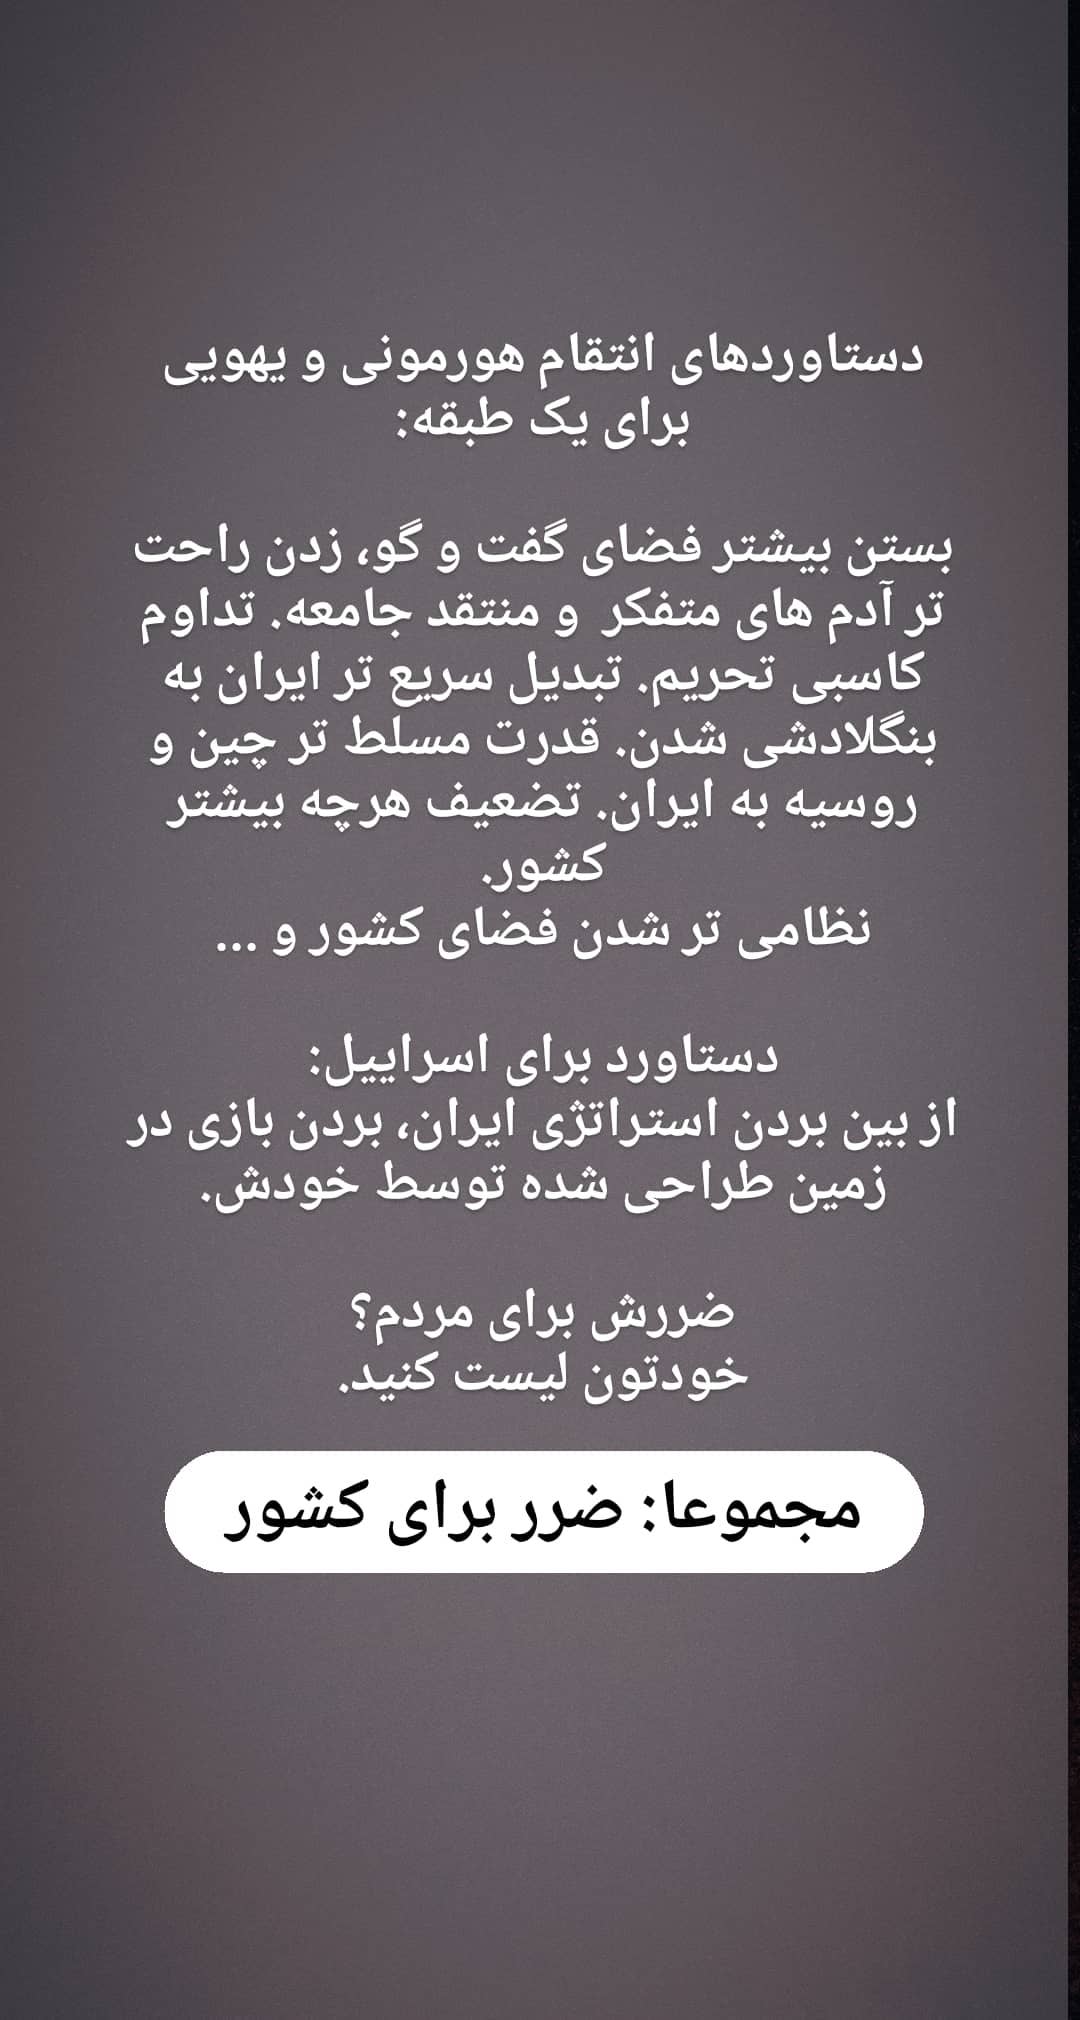 دستاوردهای انتقام هورمونی و یهویی
برای یک طبقه:
بستن بیشتر فضای گفت و گو، زدن راحت
تر آدم های متفکر و منتقد جامعه. تداوم
کاسبی تحریم. تبدیل سریع تر ایران به
بنگلادشی شدن. قدرت مسلط تر چین و
روسیه به ایران. تضعیف هرچه بیشتر
کشور.
نظامی تر شدن فضای کشور و ...
دستاورد برای اسراییل:
از بین بردن استراتژی ایران، بردن بازی در
زمین طراحی شده توسط خودش.
ضررش برای مردم؟
خودتون لیست کنید.
مجموعا: ضرر برای کشور